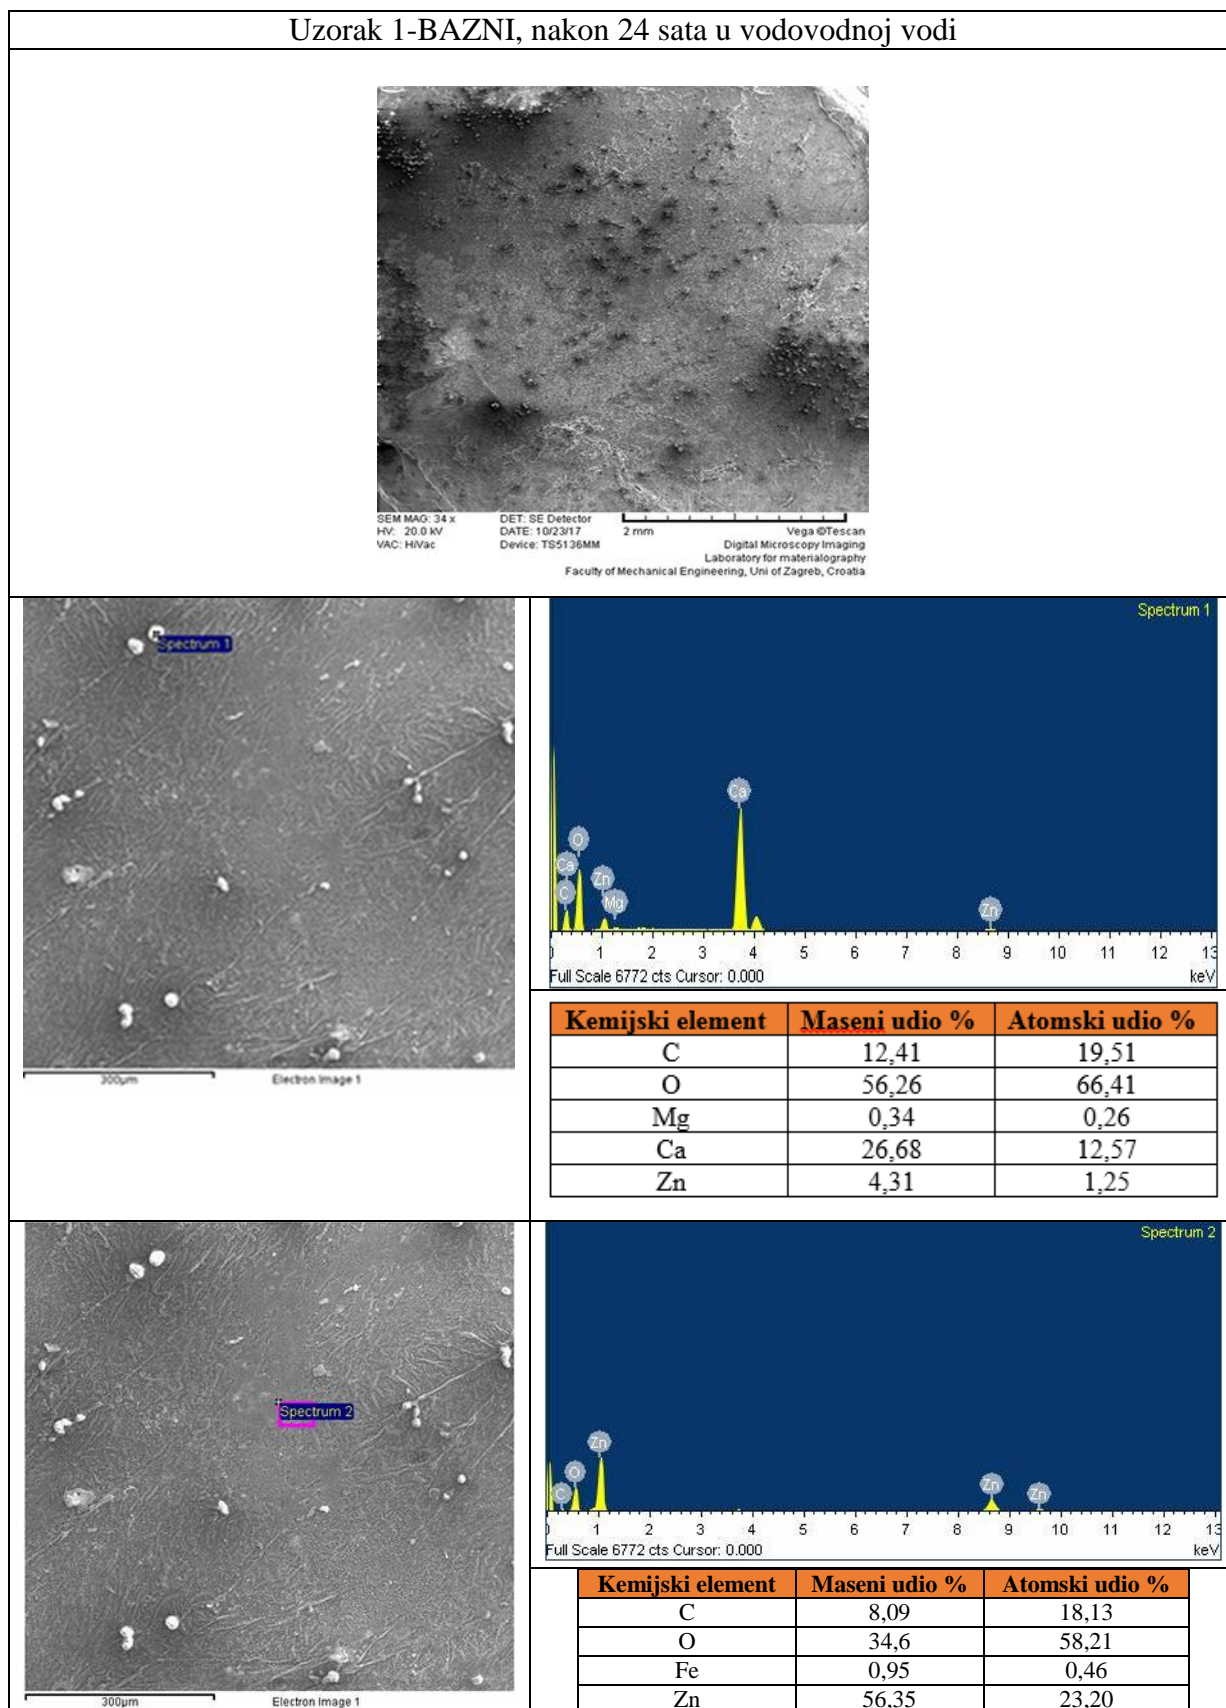 Uzorak 1-BAZNI, nakon 24 sata u vodovodnoj vodi
SEM MAG: 34 x DET: SE Detector
HV: 20.0 kV DATE: 10/23/17 2 mm Vega ©Tescan
VAC: HiVac Device: TS5136MM Digital Microscopy Imaging
Laboratory for materialography
Faculty of Mechanical Engineering, Uni of Zagreb, Croatia
Spectrum 1
300µm Electron Image 1
Spectrum 1
Ca
O
Ca
Zn
C
Mg
Zn
0 1 2 3 4 5 6 7 8 9 10 11 12 13
Full Scale 6772 cts Cursor: 0.000 keV
Kemijski element Maseni udio % Atomski udio %
C 12,41 19,51
O 56,26 66,41
Mg 0,34 0,26
Ca 26,68 12,57
Zn 4,31 1,25
Spectrum 2
300µm Electron Image 1
Spectrum 2
Zn
O
C
Zn
Zn
1 2 3 4 5 6 7 8 9 10 11 12 13
Full Scale 6772 cts Cursor: 0.000 keV
Kemijski element Maseni udio % Atomski udio %
C 8,09 18,13
O 34,6 58,21
Fe 0,95 0,46
Zn 56,35 23,20